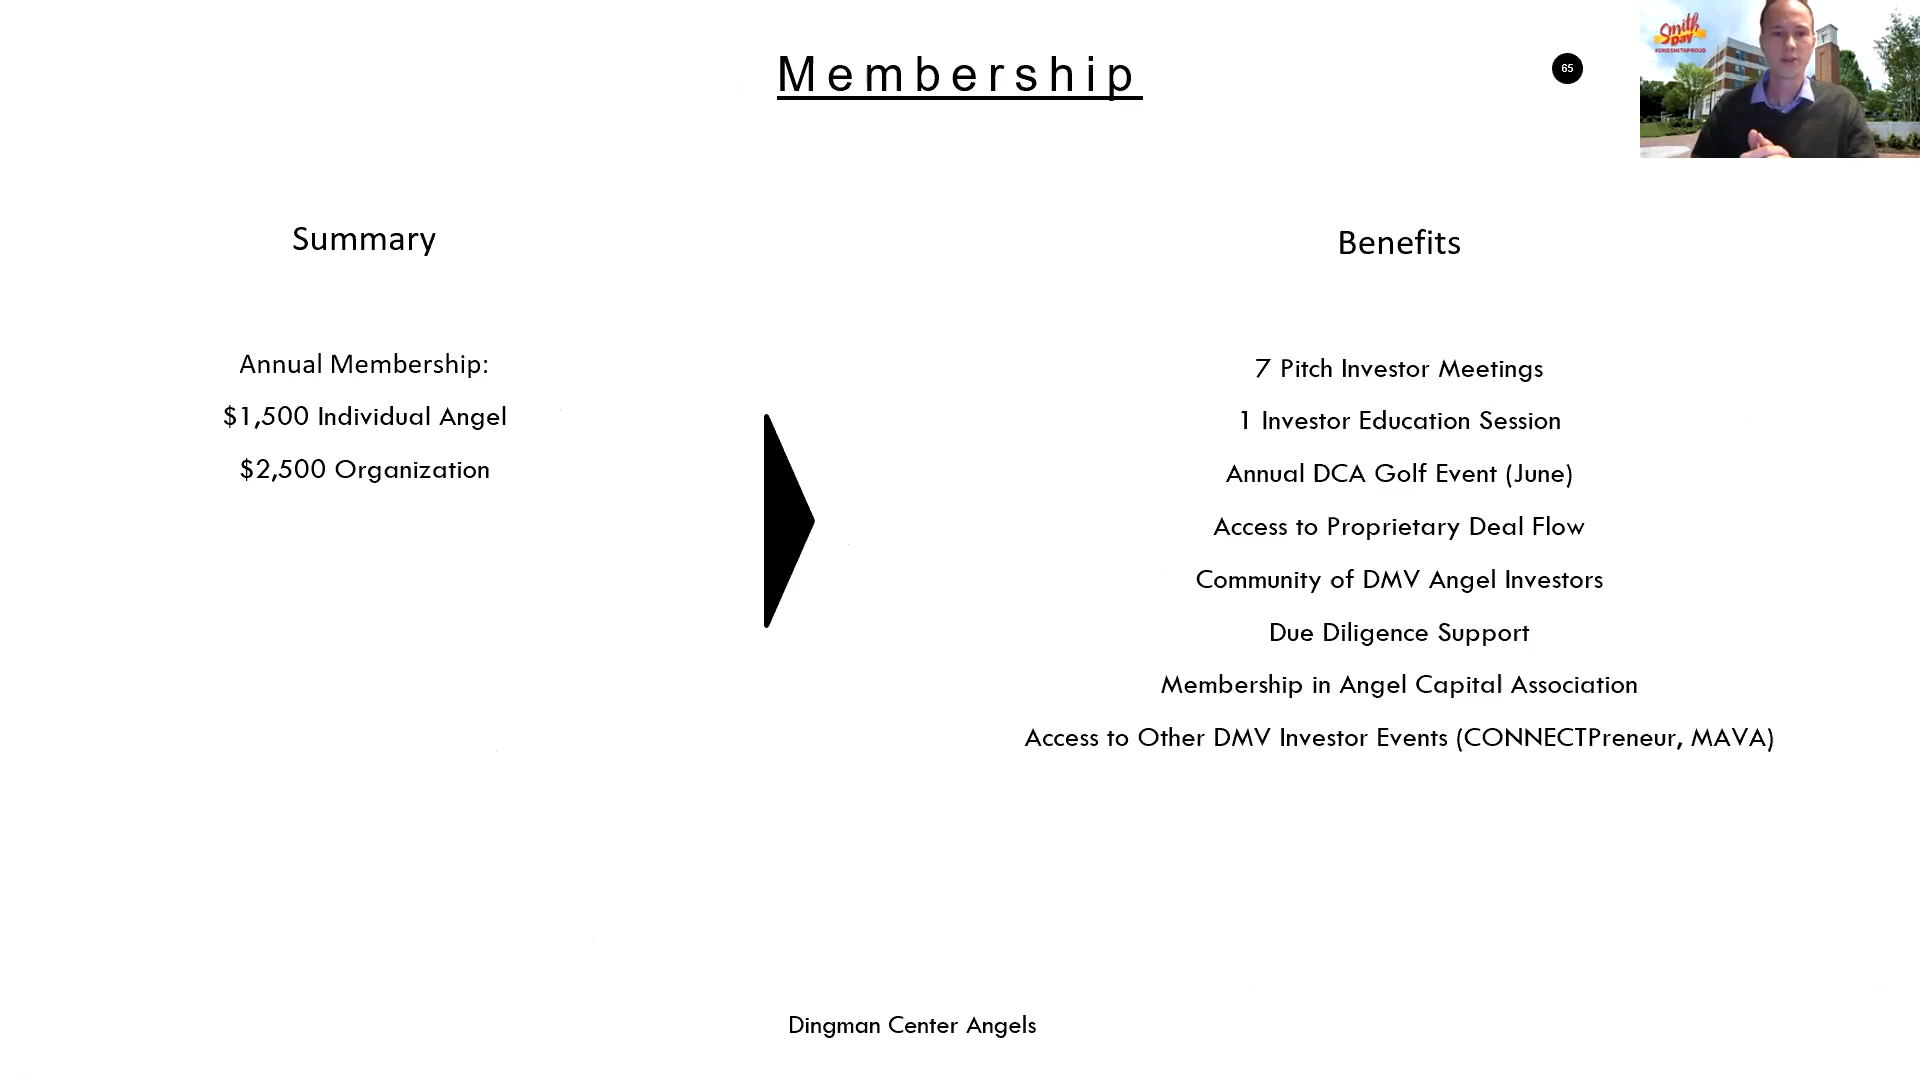 Membership
65
Smith
Day
#UMDSMITHPROUD
Summary
Annual Membership:
$1,500 Individual Angel
$2,500 Organization
Benefits
7 Pitch Investor Meetings
1 Investor Education Session
Annual DCA Golf Event (June)
Access to Proprietary Deal Flow
Community of DMV Angel Investors
Due Diligence Support
Membership in Angel Capital Association
Access to Other DMV Investor Events (CONNECTPreneur, MAVA)
Dingman Center Angels